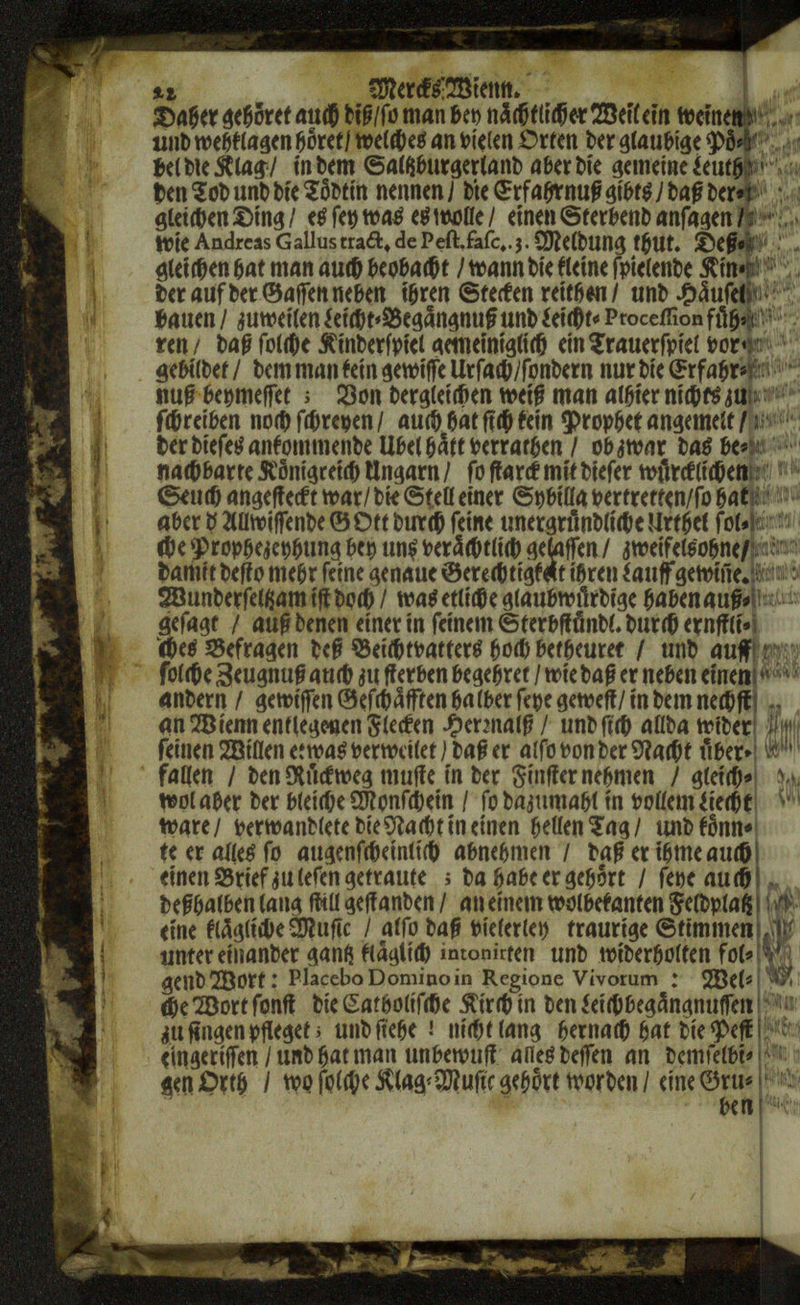 22 Mercks Wienn.
Daher gehöret auch diß/so man bey nächtlicher Weil ein weinen
und wehklagen höret/ welches an vielen Orten der glaubige Pö-
bel die Klag/ in dem Saltzburgerland aber die gemeine Leuth
den Tod und die Tödtin nennen/ die Erfahrnuß gibts / daß der-
gleichen Ding / es sey was es wolle / einen Sterbend anfagen /
wie Andreas Gallus tract. de Pest. fasc. 3. Meldung thut. Deß-
gleichen hat man auch beobacht / wann die kleine spielende Kin-
der auf der Gassen neben ihren Stecken reithen / und Häusel
bauen / zuweilen Leicht-Begängnuß und Leicht-Procession füh-
ren / daß solche Kinderspiel gemeiniglich ein Trauerspiel vor-
gebildet / dem man kein gewisse Ursach/sondern nur die Erfahr-
nuß beymesset ; Von dergleichen weiß man alhier nichts zu
schreiben noch schreyen/ auch hat sich kein Prophet angemelt /
der dieses ankommende Ubel hätt verrathen / ob zwar das be-
nachbarte Königreich Ungarn / so starck mit dieser würcklichen
Seuch angesteckt war/ die Stell einer Sybilla vertretten/so hat
aber d' Allwissende GOtt durch seine unergründliche Urthel sol-
che Prophezeyhung bey uns verächtlich gelassen / zweifelsohne/
damit desto mehr seine genaue Gerechtigkeit ihren Lauff gewiñe.
Wunderseltzam ist doch / was etliche glaubwürdige haben auß-
gesagt / auß denen einer in seinem Sterbstündl. durch ernstli-
ches Befragen deß Beichtvatters hoch betheuret / und auff
solche Zeugnuß auch zu sterben begehret / wie daß er neben einen
andern / gewissen Geschäfften halber seye gewest/ in dem nechst
an Wienn entlegenen Flecken Hermalß / und sich allda wider
seinen Willen etwas verweilet / daß er also von der Nacht über-
fallen / den Rückweg muste in der Finster nehmen / gleich-
wol aber der bleiche Monschein / so dazumahl in vollem Liecht
ware / verwandlete die Nacht in einen hellen Tag / und könn-
te er alles so augenscheinlich abnehmen / daß er ihme auch
einen Brief zu lesen getraute ; da habe er gehört / seye auch
deßhalben lang still gestanden / an einem wolbekanten Feldplatz
eine klägliche Music / also daß vielerley traurige Stimmen
unter einander gantz kläglich intonirten und widerholten fol-
gend Wort : Placebo Domino in Regione Vivorum : Wel-
che Wort sonst die Catholische Kirch in den Leichbegängnussen
zu singen pfleget ; und siehe ! nicht lang hernach hat die Pest
eingerissen / und hat man unbewust alles dessen an demselbi-
gen Orth / wo solche Klag-Music gehört worden / eine Gru-
ben